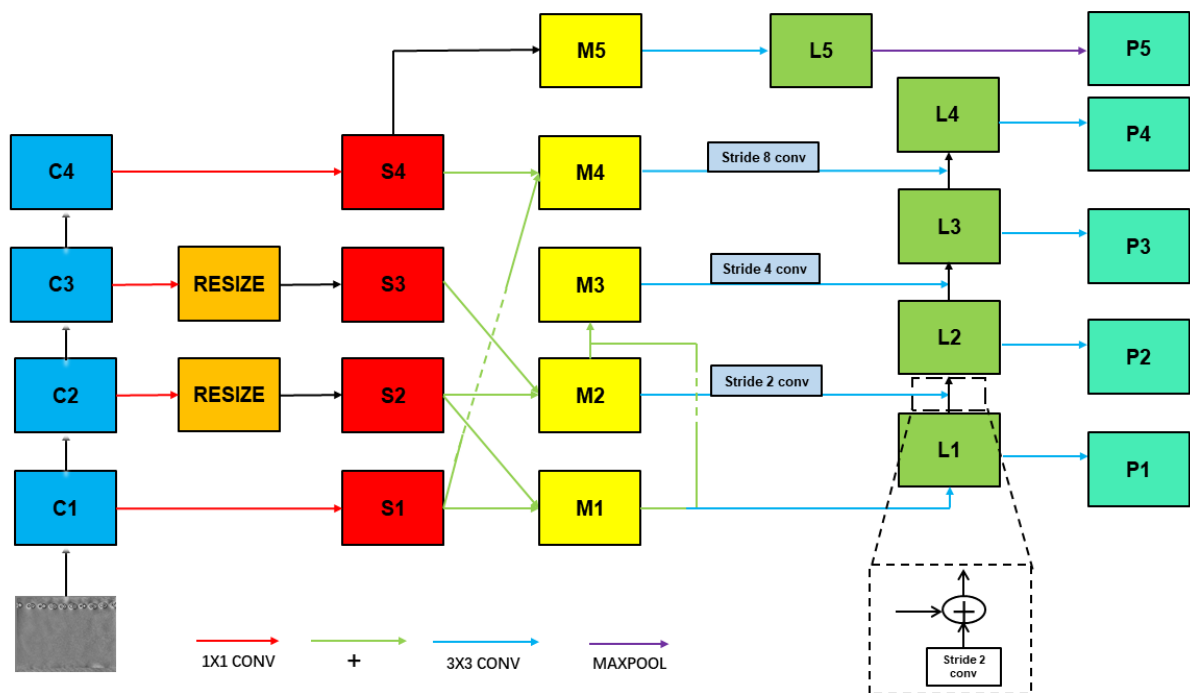 M5
L5
P5
L4
P4
C4
S4
Stride 8 conv
M4
L3
P3
C3
RESIZE
S3
Stride 4 conv
M3
L2
P2
C2
RESIZE
S2
Stride 2 conv
M2
L1
P1
C1
S1
M1
+
1X1 CONV
+
3X3 CONV
MAXPOOL
Stride 2
conv